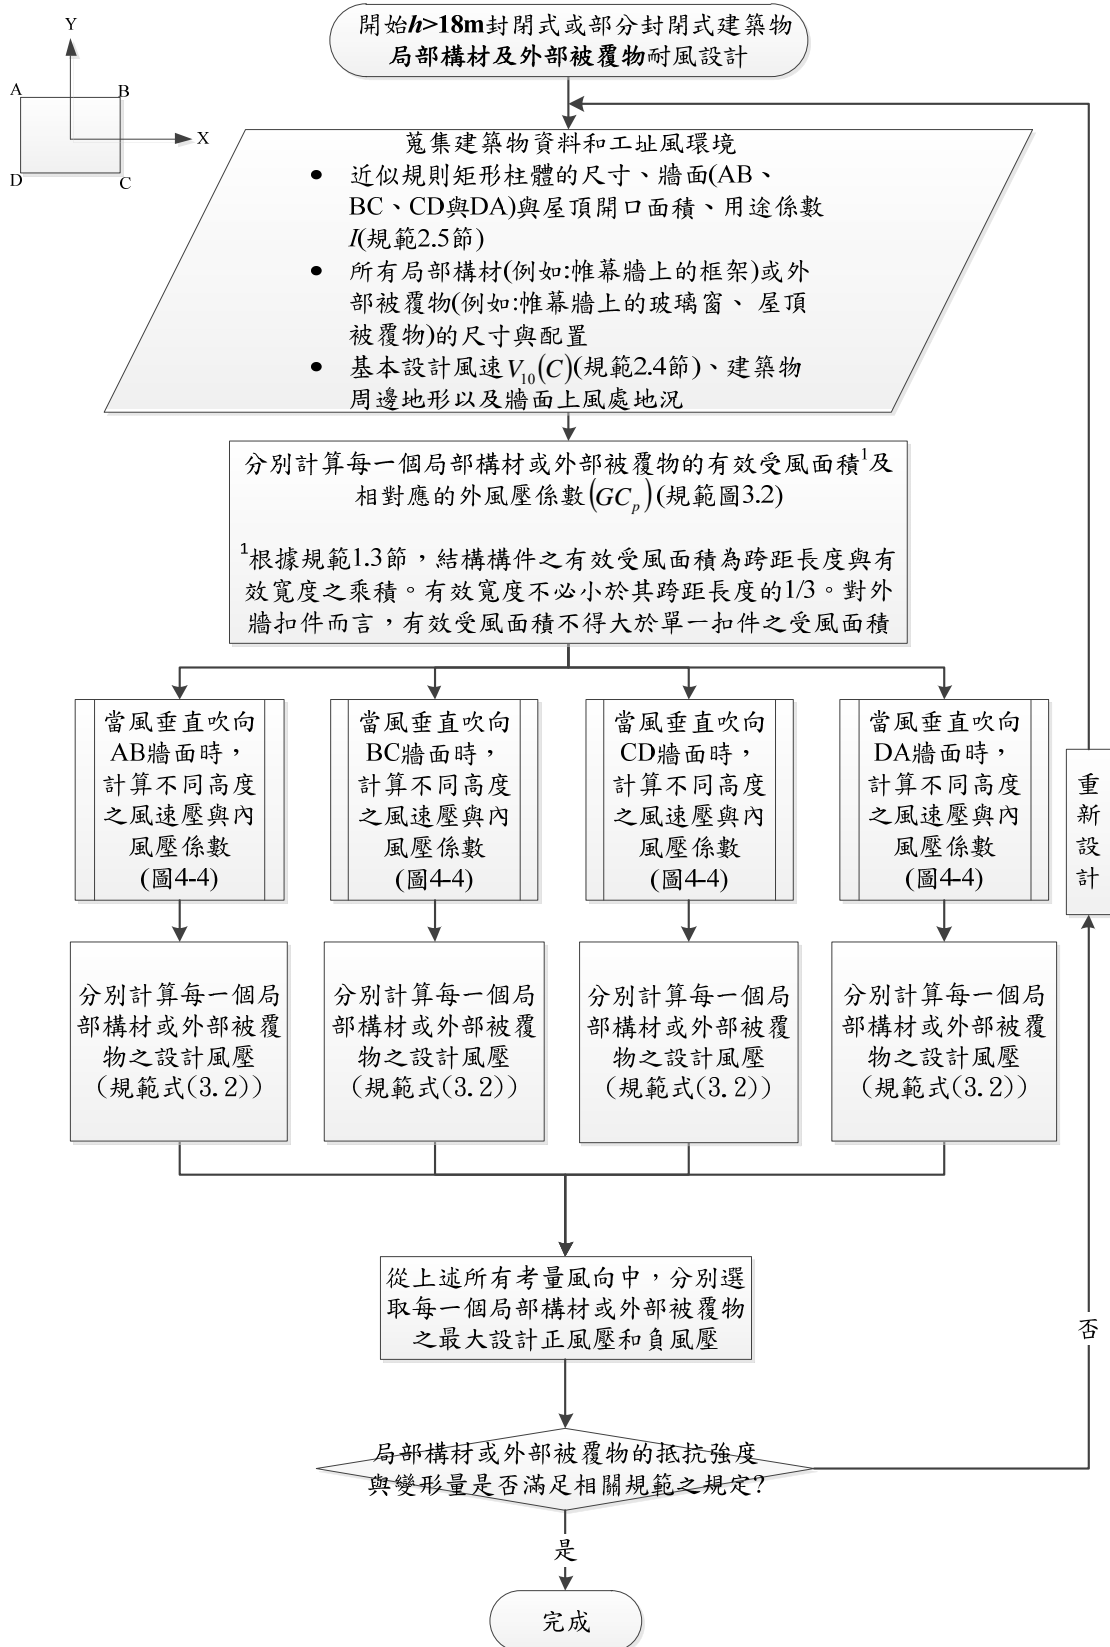 開始h>18m封閉式或部分封閉式建築物
局部構材及外部被覆物耐風設計
Y
A
B
X
D
C
蒐集建築物資料和工址風環境
● 近似規則矩形柱體的尺寸、牆面(AB、
BC、CD與DA)與屋頂開口面積、用途係數
I(規範2.5節)
● 所有局部構材(例如:帷幕牆上的框架)或外
部被覆物(例如:帷幕牆上的玻璃窗、 屋頂
被覆物)的尺寸與配置
● 基本設計風速V10(C)(規範2.4節)、建築物
周邊地形以及牆面上風處地況
分別計算每一個局部構材或外部被覆物的有效受風面積1及
相對應的外風壓係數(GCp)(規範圖3.2)
1根據規範1.3節，結構構件之有效受風面積為跨距長度與有
效寬度之乘積。有效寬度不必小於其跨距長度的1/3。對外
牆扣件而言，有效受風面積不得大於單一扣件之受風面積
當風垂直吹向
AB牆面時，
計算不同高度
之風速壓與內
風壓係數
(圖4-4)
當風垂直吹向
BC牆面時，
計算不同高度
之風速壓與內
風壓係數
(圖4-4)
當風垂直吹向
CD牆面時，
計算不同高度
之風速壓與內
風壓係數
(圖4-4)
當風垂直吹向
DA牆面時，
計算不同高度
之風速壓與內
風壓係數
(圖4-4)
重新設計
分別計算每一個局
部構材或外部被覆
物之設計風壓
(規範式(3.2))
分別計算每一個局
部構材或外部被覆
物之設計風壓
(規範式(3.2))
分別計算每一個局
部構材或外部被覆
物之設計風壓
(規範式(3.2))
分別計算每一個局
部構材或外部被覆
物之設計風壓
(規範式(3.2))
從上述所有考量風向中，分別選
取每一個局部構材或外部被覆物
之最大設計正風壓和負風壓
否
局部構材或外部被覆物的抵抗強度
與變形量是否滿足相關規範之規定?
是
完成